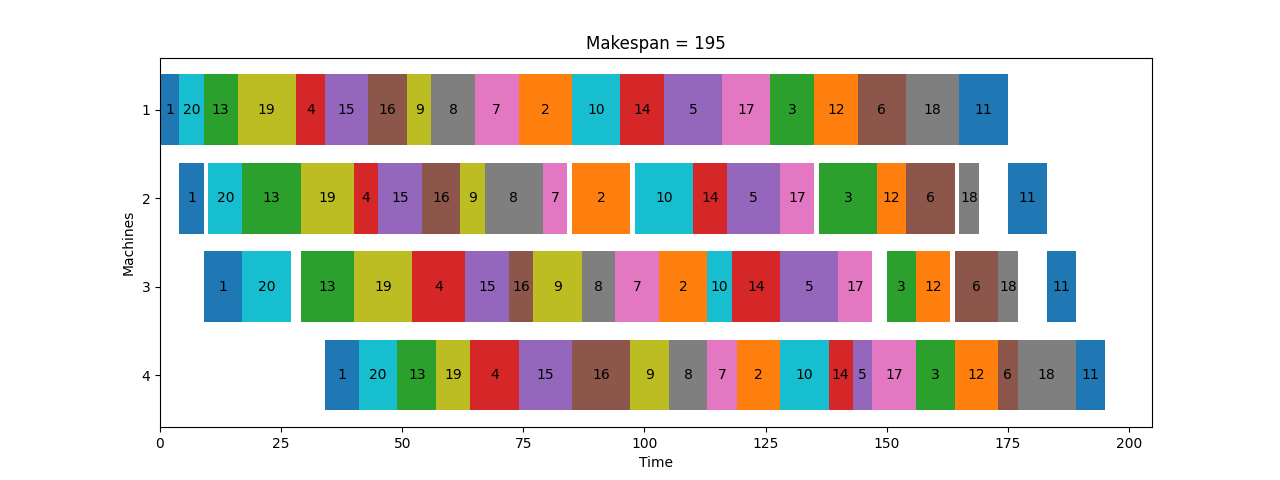 Makespan = 195
1 1 20 13 19 4 15 16 9 8 7 2 10 14 5 17 3 12 6 18 11
2 1 20 13 19 4 15 16 9 8 7 2 10 14 5 17 3 12 6 18 11
3 1 20 13 19 4 15 16 9 8 7 2 10 14 5 17 3 12 6 18 11
4 1 20 13 19 4 15 16 9 8 7 2 10 14 5 17 3 12 6 18 11
Machines
0 25 50 75 100 125 150 175 200
Time